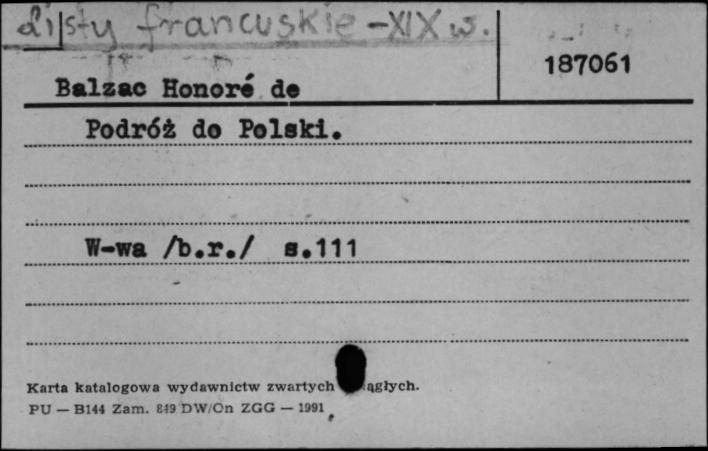 Listy francuskie - XIX w.
187061
Balzac Honoré de
Podróż do Polski.
W-wa /b.r./ s.111
Karta katalogowa wydawnictw zwartych ągłych.
PU — B144 Zam. 849 DW/On ZGG — 1991